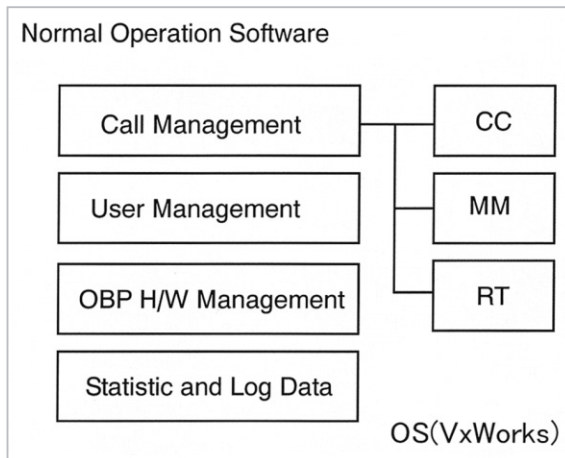 Normal Operation Software
Call Management
CC
User Management
MM
OBP H/W Management
RT
Statistic and Log Data
OS(VxWorks)